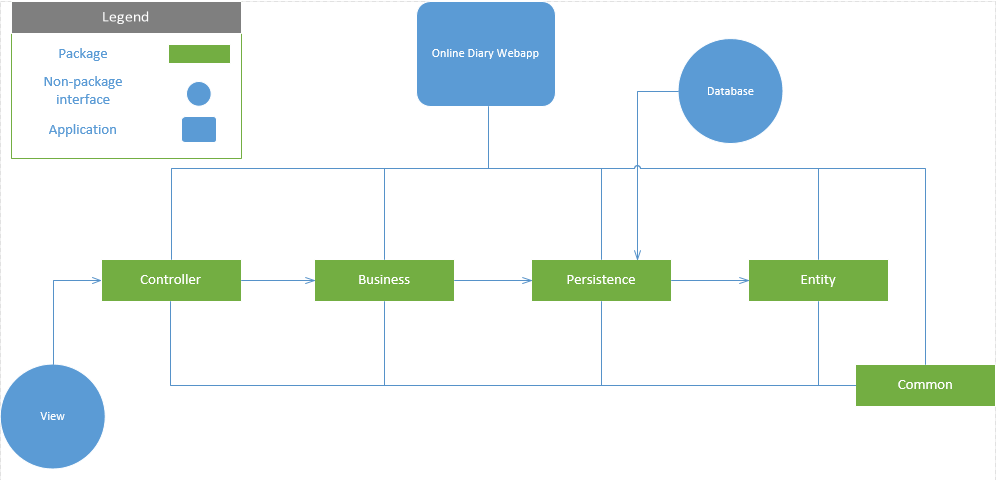 Legend
Package
Non-package
interface
Application
Online Diary Webapp
Database
Controller
Business
Persistence
Entity
Common
View